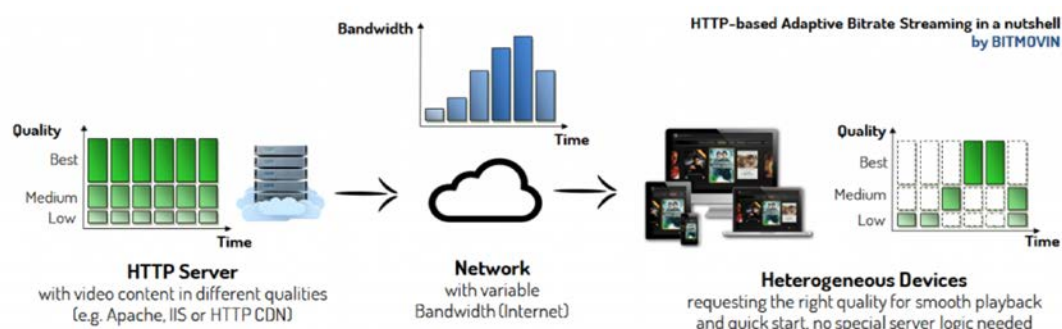 HTTP-based Adaptive Bitrate Streaming in a nutshell
by BITMOVIN
Bandwidth
Time
Quality
Best
Medium
Low
Time
HTTP Server
with video content in different qualities
(e.g. Apache, IIS or HTTP CDN)
Network
with variable
Bandwidth (Internet)
Quality
Best
Medium
Low
Time
Heterogeneous Devices
requesting the right quality for smooth playback
and quick start, no special server logic needed